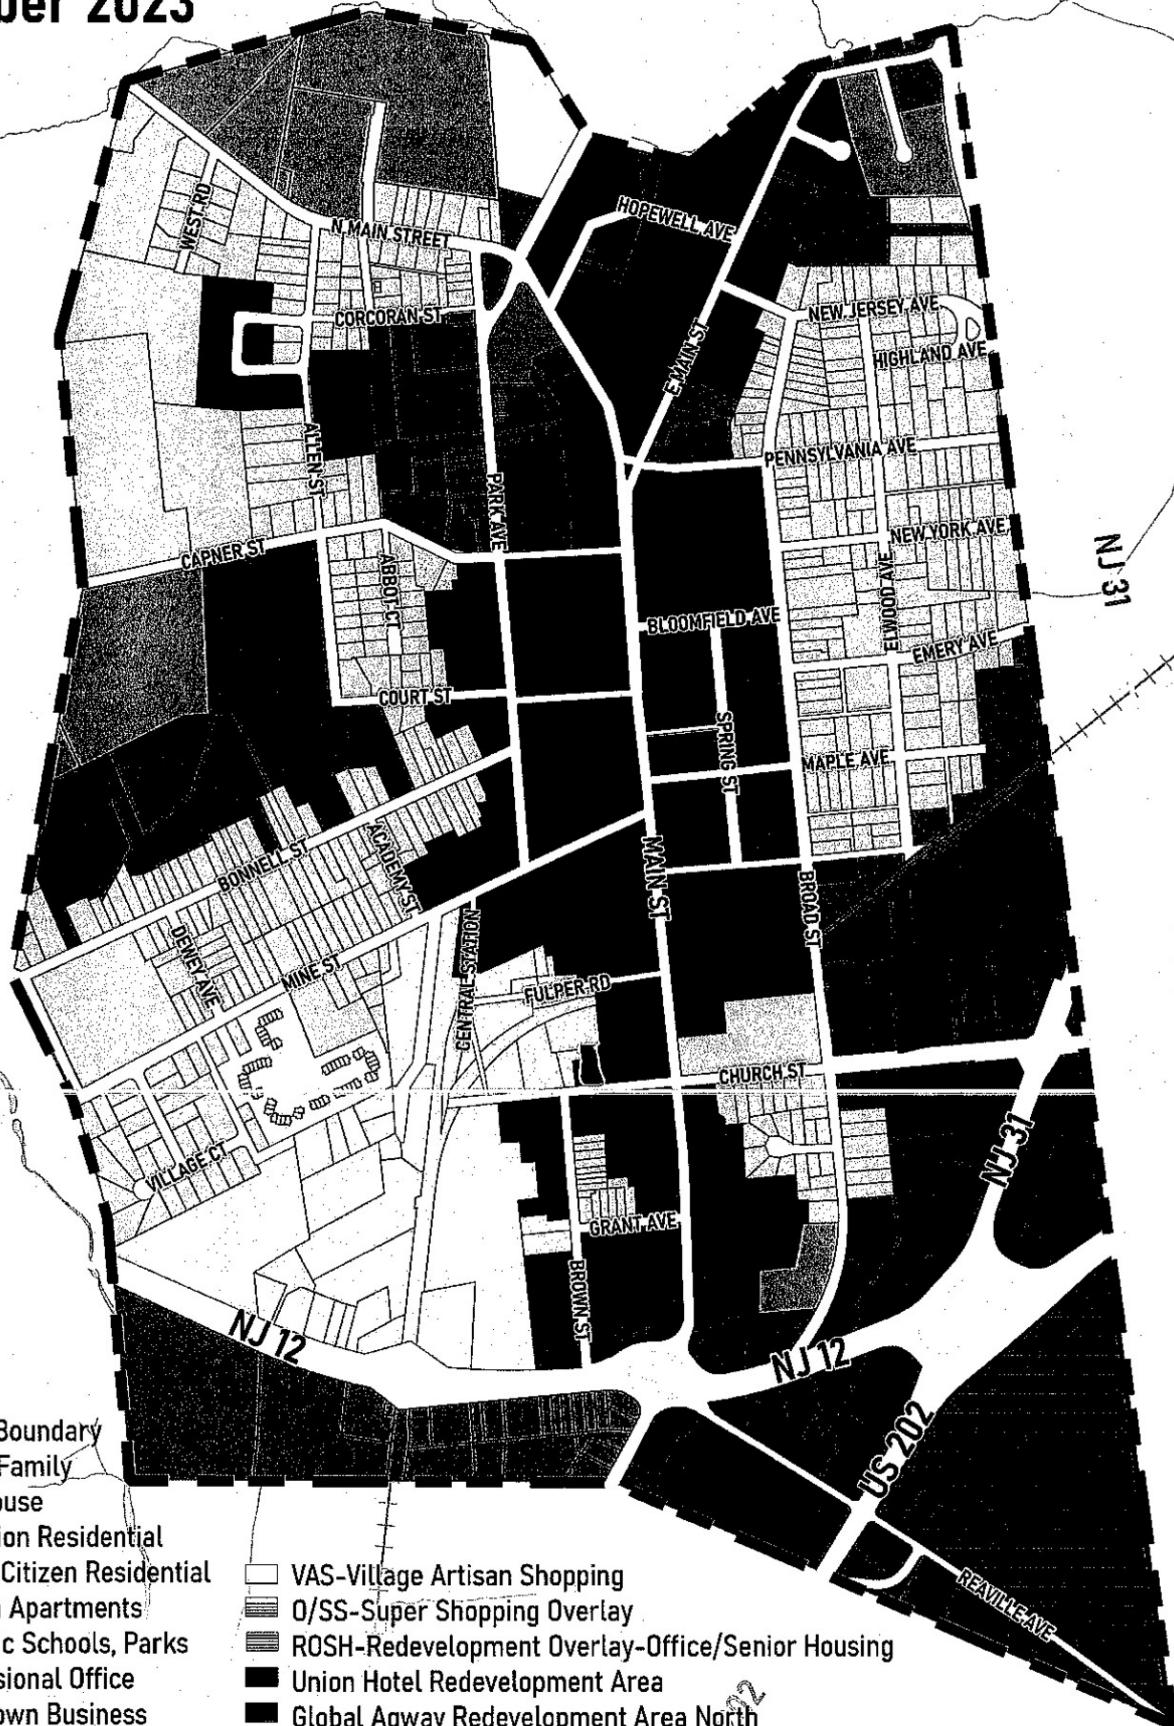 ber 2023
HOPEWELL AVE
WEST RD
N MAIN STREET
CORCORAN ST
NEW JERSEY AVE
HIGHLAND AVE
E MAIN ST
ALLEN ST
PENNSYLVANIA AVE
PARK AVE
NEW YORK AVE
CAPNER ST
ABBOT CT
ELWOOD AVE
NJ 31
BLOOMFIELD AVE
EMERY AVE
COURT ST
SPRING ST
MAPLE AVE
BONNELL ST
ACADEMY ST
MAIN ST
BROAD ST
DEWEY AVE
MINE ST
CENTRAL STATION
FULPER RD
CHURCH ST
NJ 31
VILLAGE CT
GRANT AVE
BROWN ST
NJ 12
NJ 12
US 202
REAVILLE AVE
Boundary
Family
ouse
ion Residential
Citizen Residential
Apartments
c Schools, Parks
sional Office
own Business
VAS-Village Artisan Shopping
O/SS-Super Shopping Overlay
ROSH-Redevelopment Overlay-Office/Senior Housing
Union Hotel Redevelopment Area
Global Agway Redevelopment Area North